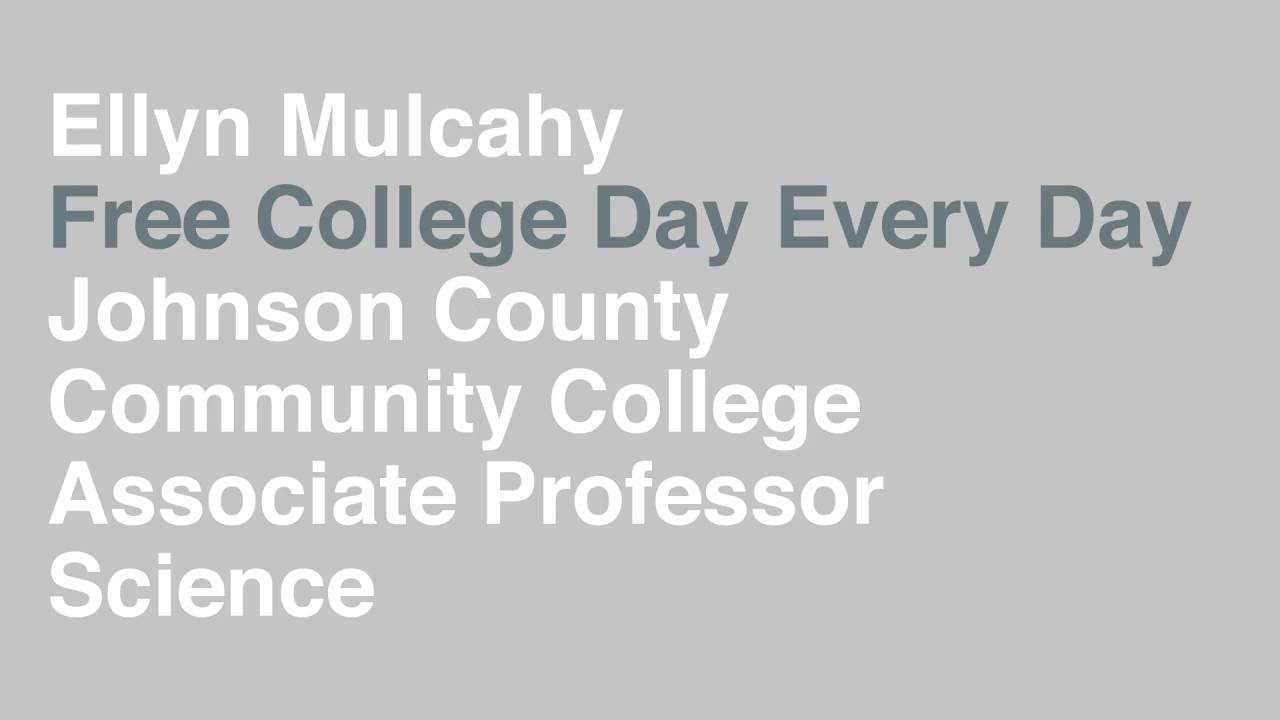 Ellyn Mulcahy
Free College Day Every Day
Johnson County
Community College
Associate Professor
Science